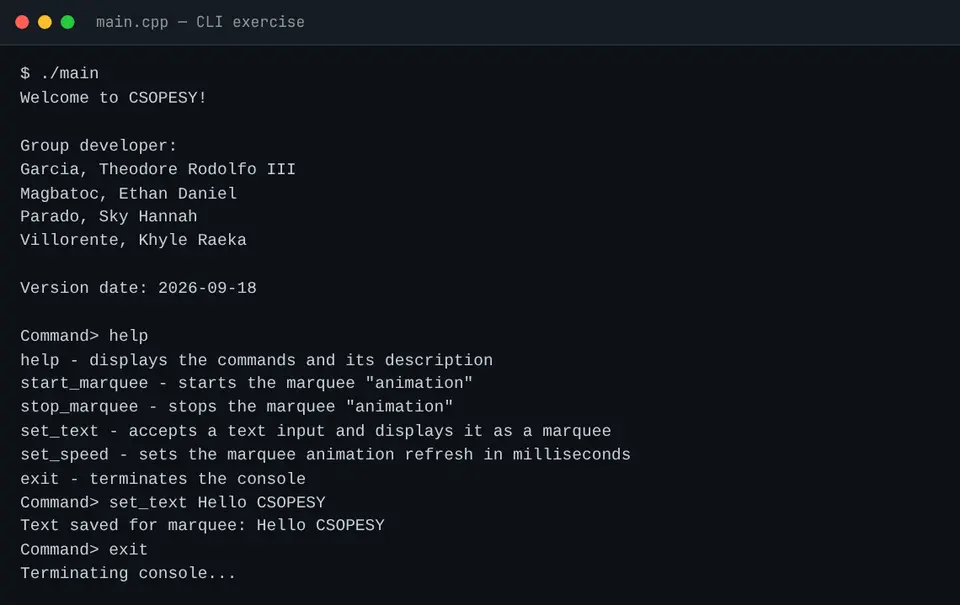 main.cpp — CLI exercise
$ ./main
Welcome to CSOPESY!
Group developer:
Garcia, Theodore Rodolfo III
Magbatoc, Ethan Daniel
Parado, Sky Hannah
Villorente, Khyle Raeka
Version date: 2026-09-18
Command> help
help - displays the commands and its description
start_marquee - starts the marquee "animation"
stop_marquee - stops the marquee "animation"
set_text - accepts a text input and displays it as a marquee
set_speed - sets the marquee animation refresh in milliseconds
exit - terminates the console
Command> set_text Hello CSOPESY
Text saved for marquee: Hello CSOPESY
Command> exit
Terminating console...